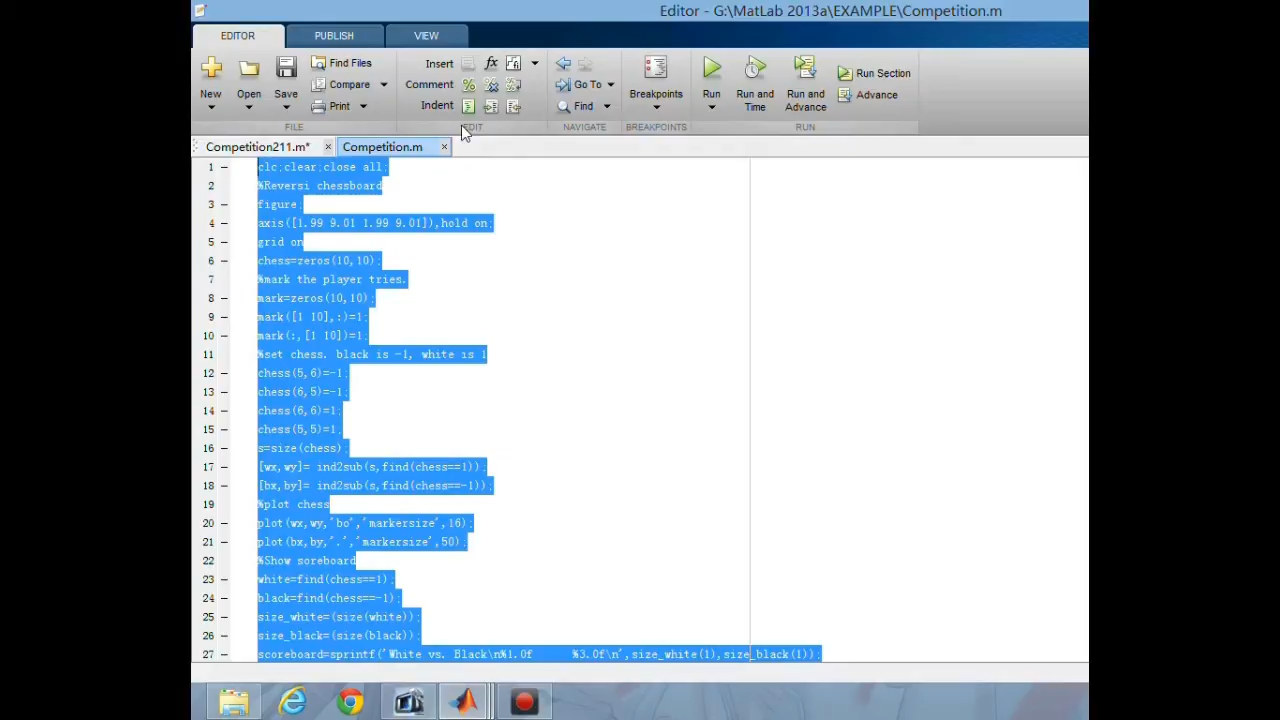 Editor - G:\MatLab 2013a\EXAMPLE\Competition.m
EDITOR PUBLISH VIEW
New Open Save Find Files Compare Print Insert Comment Indent Go To Find Breakpoints Run Run and Time Run and Advance Run Section Advance
FILE EDIT NAVIGATE BREAKPOINTS RUN
Competition211.m* × Competition.m ×
1 – clc;clear;close all;
2 %Reversi chessboard
3 – figure;
4 – axis([1.99 9.01 1.99 9.01]),hold on;
5 – grid on
6 – chess=zeros(10,10);
7 %mark the player tries.
8 – mark=zeros(10,10);
9 – mark([1 10],:)=1;
10 – mark(:,[1 10])=1;
11 %set chess. black is -1, white is 1
12 – chess(5,6)=-1;
13 – chess(6,5)=-1;
14 – chess(6,6)=1;
15 – chess(5,5)=1;
16 – s=size(chess);
17 – [wx,wy]= ind2sub(s,find(chess==1));
18 – [bx,by]= ind2sub(s,find(chess==-1));
19 %plot chess
20 – plot(wx,wy,'bo','markersize',16);
21 – plot(bx,by,'.','markersize',50);
22 %Show soreboard
23 – white=find(chess==1);
24 – black=find(chess==-1);
25 – size_white=(size(white));
26 – size_black=(size(black));
27 – scoreboard=sprintf('White vs. Black\n%1.0f %3.0f\n',size_white(1),size_black(1));